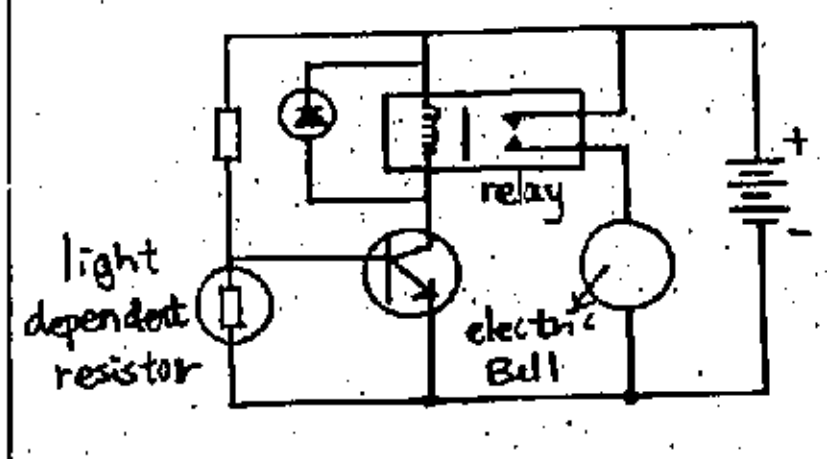 relay
+
-
light
dependent
resistor
electric
Bell